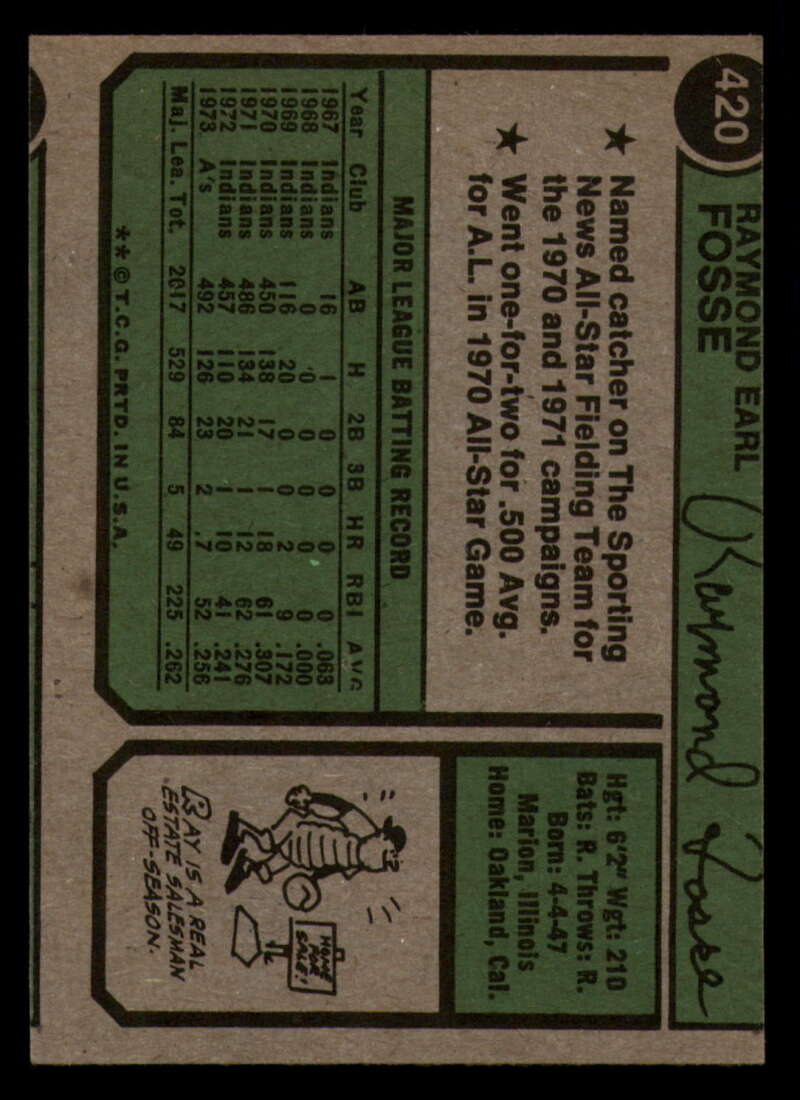 420
RAYMOND EARL
FOSSE
Raymond Fosse
★ Named catcher on The Sporting
News All-Star Fielding Team for
the 1970 and 1971 campaigns.
★ Went one-for-two for .500 Avg.
for A.L. in 1970 All-Star Game.
MAJOR LEAGUE BATTING RECORD
Year Club AB H 2B 3B HR RBI AVG
1967 Indians 16 1 0 0 0 0 .063
1968 Indians 0 0 0 0 0 0 .000
1969 Indians 116 20 0 0 2 9 .172
1970 Indians 450 138 17 1 18 61 .307
1971 Indians 486 134 21 1 12 62 .276
1972 Indians 457 110 20 1 10 41 .241
1973 A's 492 126 23 2 7 52 .256
Maj. Lea. Tot. 2017 529 84 5 49 225 .262
**©T.C.G. PRTD. IN U.S.A.
Hgt: 6'2" Wgt: 210
Bats: R. Throws: R.
Born: 4-4-47
Marion, Illinois
Home: Oakland, Cal.
HOME
FOR
SALE!
RAY IS A REAL
ESTATE SALESMAN
OFF-SEASON.